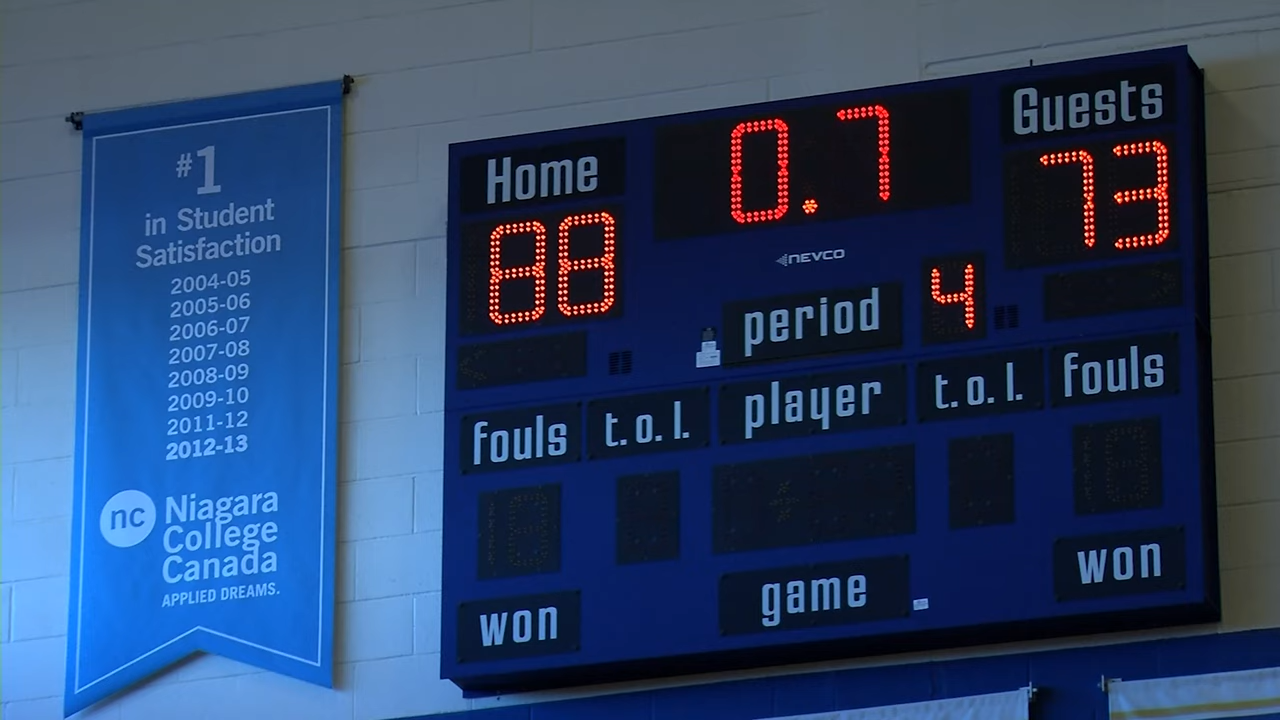 #1
in Student
Satisfaction
2004-05
2005-06
2006-07
2007-08
2008-09
2009-10
2011-12
2012-13
nc
Niagara
College
Canada
APPLIED DREAMS.
Home
0.7
Guests
88
73
NEVCO
period
4
fouls
t.o.l.
player
t.o.l.
fouls
won
game
won